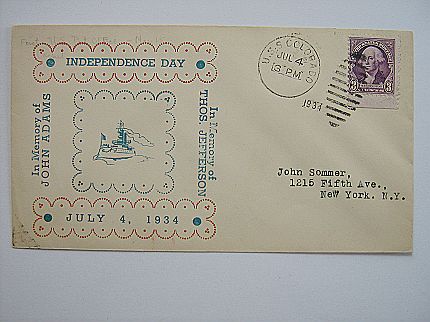 INDEPENDENCE DAY
In Memory of
JOHN ADAMS
In Memory of
THOS. JEFFERSON
JULY 4, 1934
U.S.S. COLORADO
JUL 4
P.M.
1934
3
John Sommer,
1215 Fifth Ave.,
New York. N.Y.